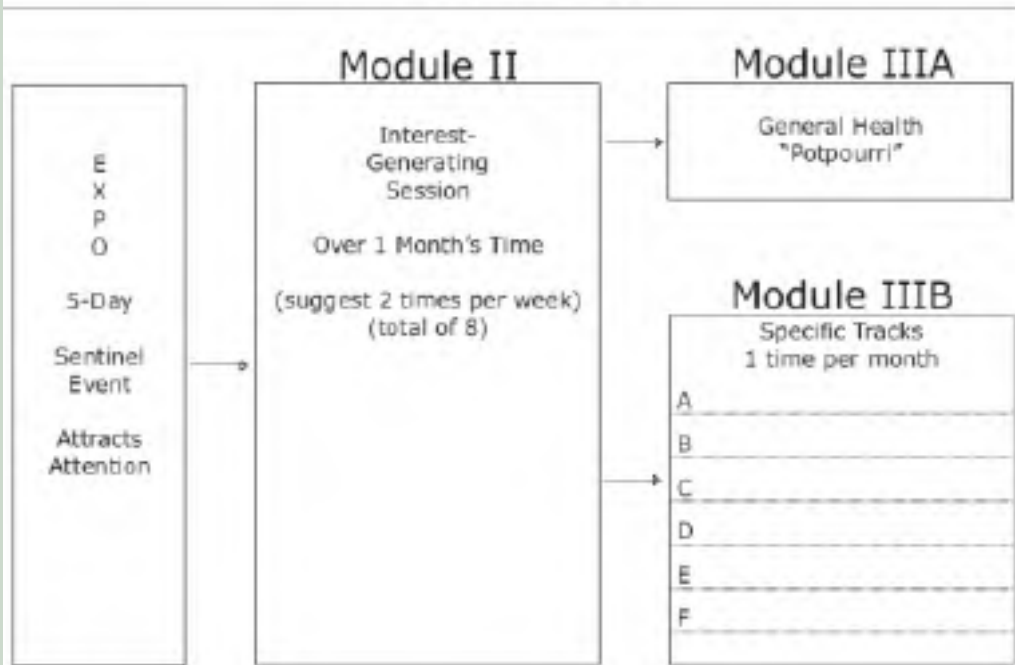 E
X
P
O
5-Day
Sentinel
Event
Attracts
Attention
Module II
Interest-
Generating
Session
Over 1 Month's Time
(suggest 2 times per week)
(total of 8)
Module IIIA
General Health
"Potpourri"
Module IIIB
Specific Tracks
1 time per month
A
B
C
D
E
F